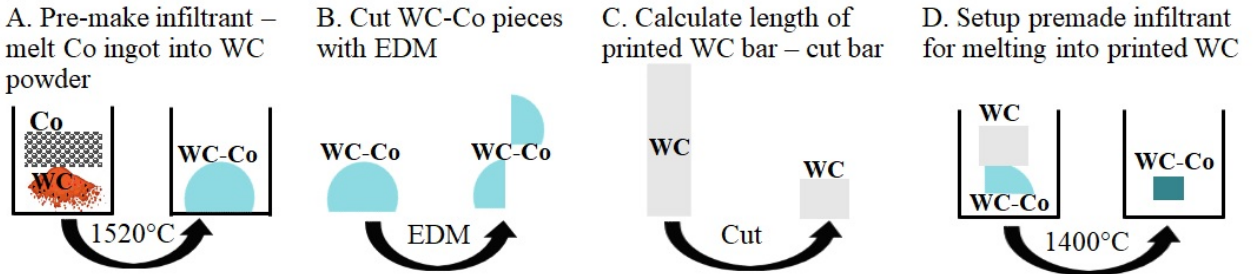 A. Pre-make infiltrant –
melt Co ingot into WC
powder
Co
WC
WC-Co
1520°C
B. Cut WC-Co pieces
with EDM
WC-Co
WC-Co
EDM
C. Calculate length of
printed WC bar – cut bar
WC
WC
Cut
D. Setup premade infiltrant
for melting into printed WC
WC
WC-Co
WC-Co
1400°C